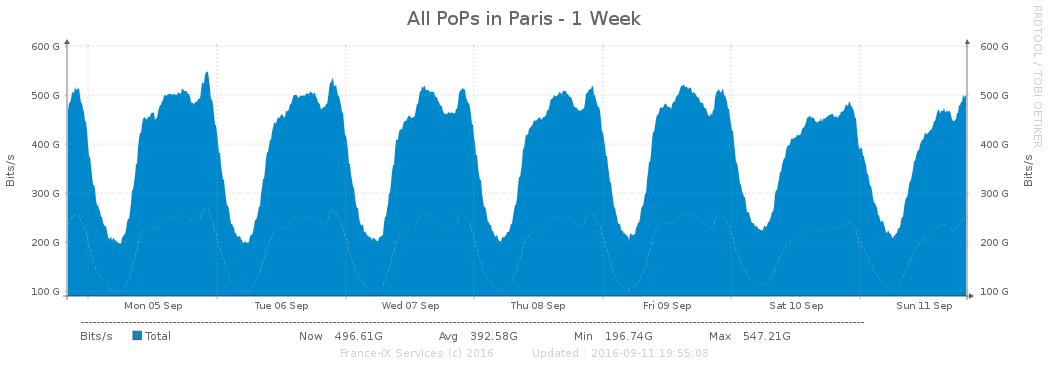 All PoPs in Paris - 1 Week
RRDTOOL / TOBI OETIKER
Bits/s
600 G
500 G
400 G
300 G
200 G
100 G
600 G
500 G
400 G
300 G
200 G
100 G
Bits/s
Mon 05 Sep Tue 06 Sep Wed 07 Sep Thu 08 Sep Fri 09 Sep Sat 10 Sep Sun 11 Sep
Bits/s Total Now 496.61G Avg 392.58G Min 196.74G Max 547.21G
France-IX Services (c) 2016 Updated : 2016-09-11 19:55:08